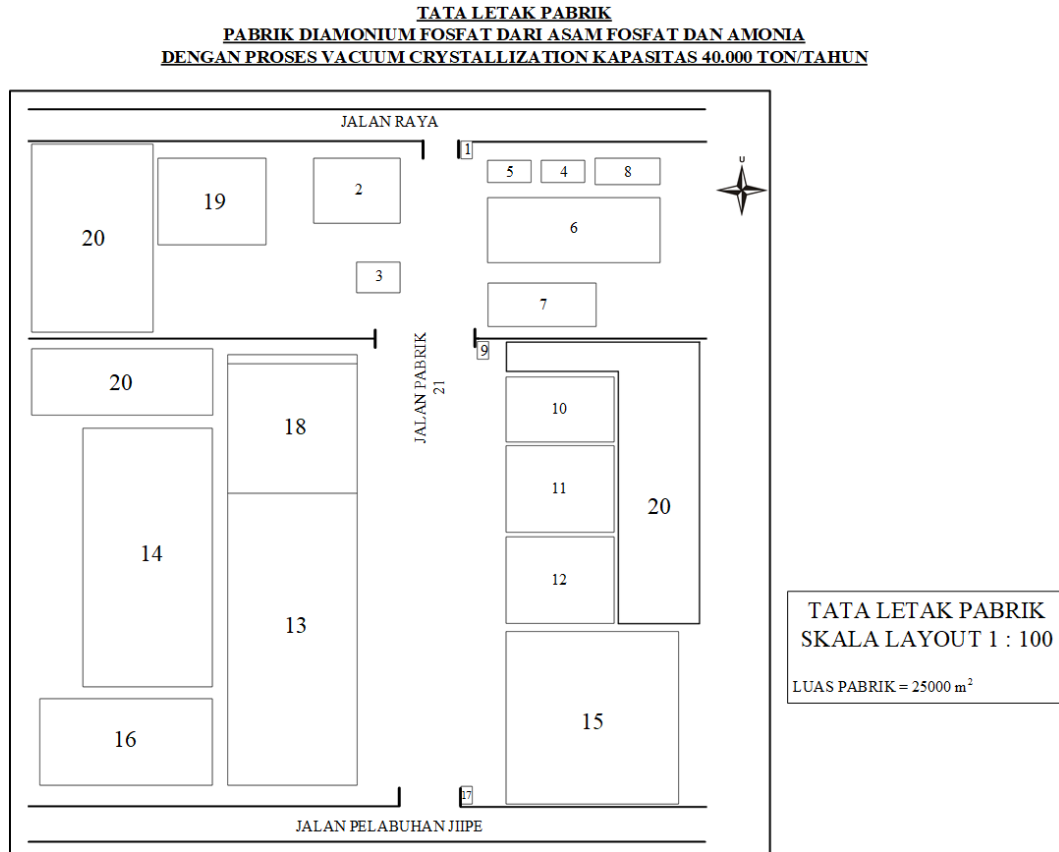 TATA LETAK PABRIK
PABRIK DIAMONIUM FOSFAT DARI ASAM FOSFAT DAN AMONIA
DENGAN PROSES VACUUM CRYSTALLIZATION KAPASITAS 40.000 TON/TAHUN
JALAN RAYA
1
5
4
8
2
19
20
6
3
7
U
9
20
18
JALAN PABRIK
21
10
11
12
20
14
13
16
15
17
JALAN PELABUHAN JIIPE
TATA LETAK PABRIK
SKALA LAYOUT 1 : 100
LUAS PABRIK = 25000 m²